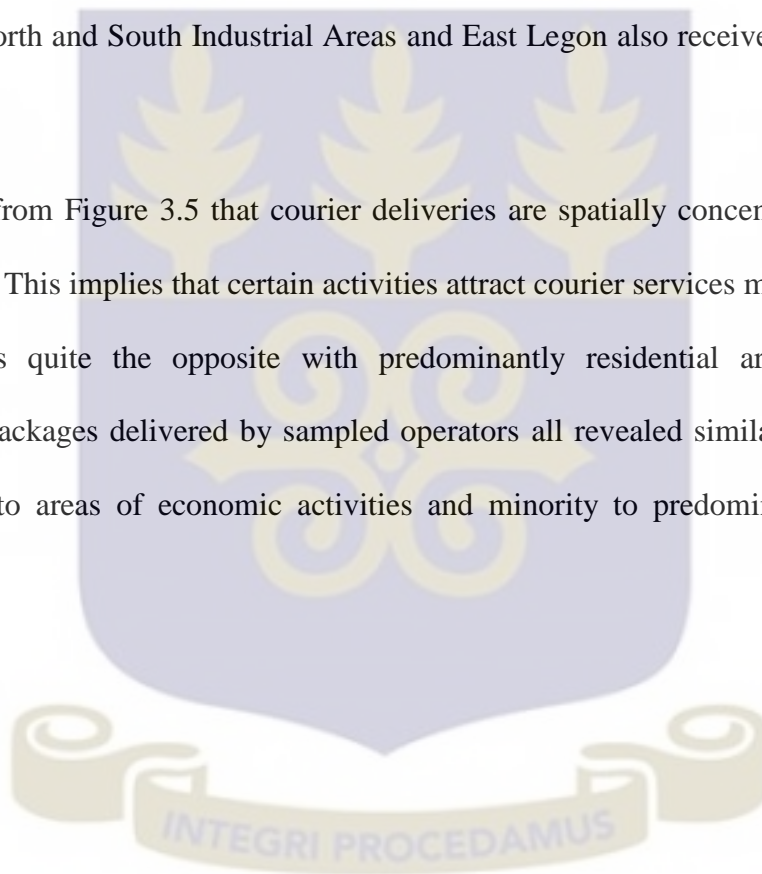 orth and South Industrial Areas and East Legon also receive
from Figure 3.5 that courier deliveries are spatially concen
This implies that certain activities attract courier services m
s quite the opposite with predominantly residential ar
ackages delivered by sampled operators all revealed simila
to areas of economic activities and minority to predomi
INTEGRI PROCEDAMUS